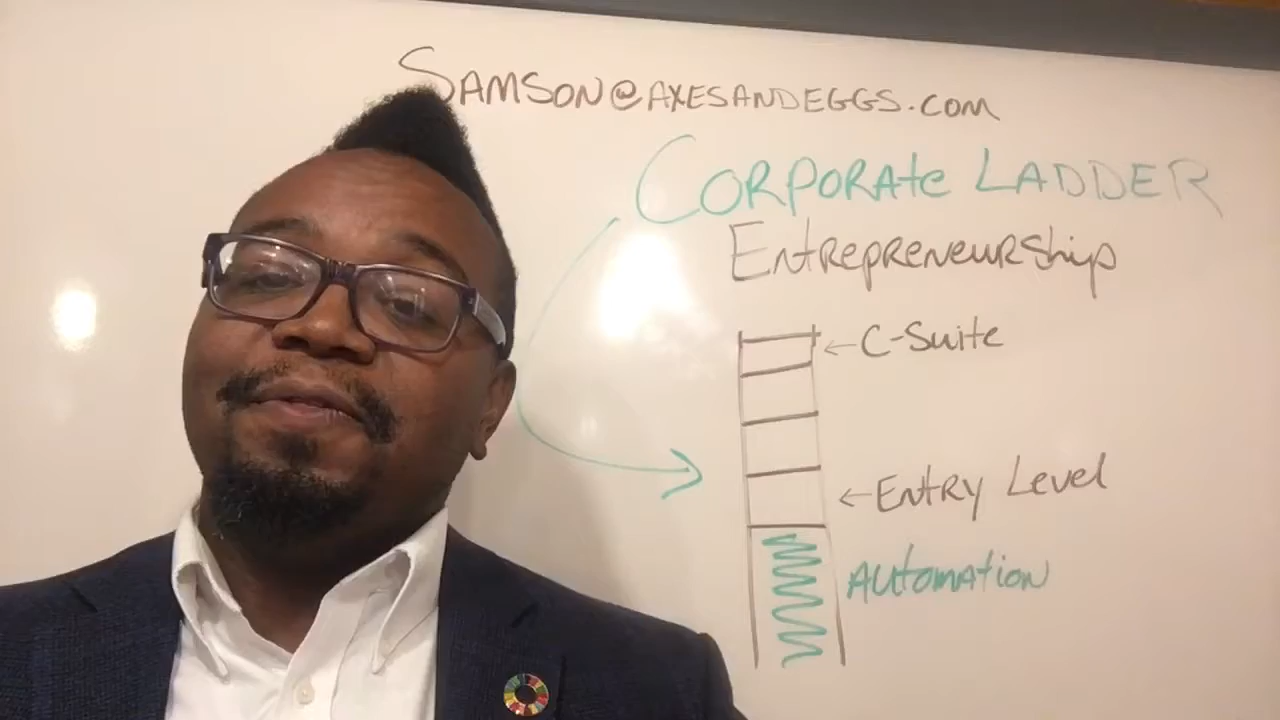 SAMSON@AXESANDEGGS.COM
CORPORATE LADDER
ENTREPRENEURSHIP
←C-SUITE
←ENTRY LEVEL
AUTOMATION